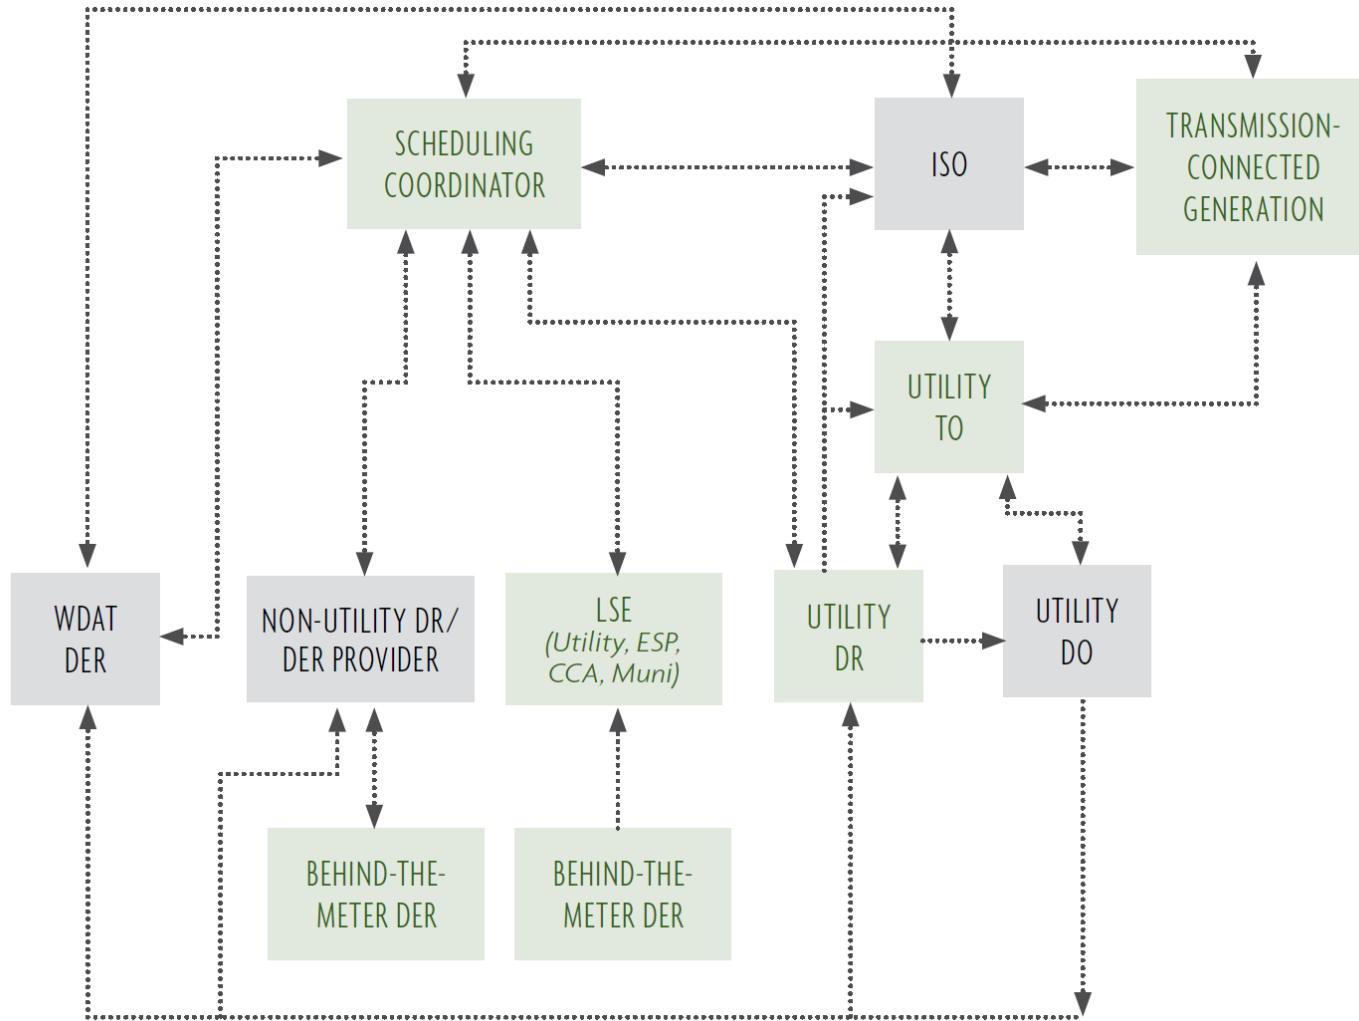 SCHEDULING
COORDINATOR
ISO
TRANSMISSION-
CONNECTED
GENERATION
UTILITY
TO
WDAT
DER
NON-UTILITY DR/
DER PROVIDER
LSE
(Utility, ESP,
CCA, Muni)
UTILITY
DR
UTILITY
DO
BEHIND-THE-
METER DER
BEHIND-THE-
METER DER